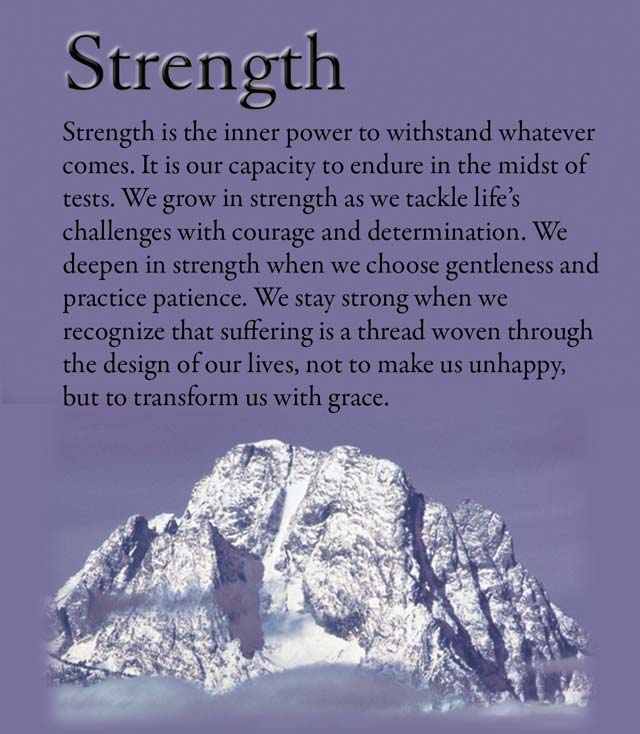 Strength
Strength is the inner power to withstand whatever
comes. It is our capacity to endure in the midst of
tests. We grow in strength as we tackle life’s
challenges with courage and determination. We
deepen in strength when we choose gentleness and
practice patience. We stay strong when we
recognize that suffering is a thread woven through
the design of our lives, not to make us unhappy,
but to transform us with grace.